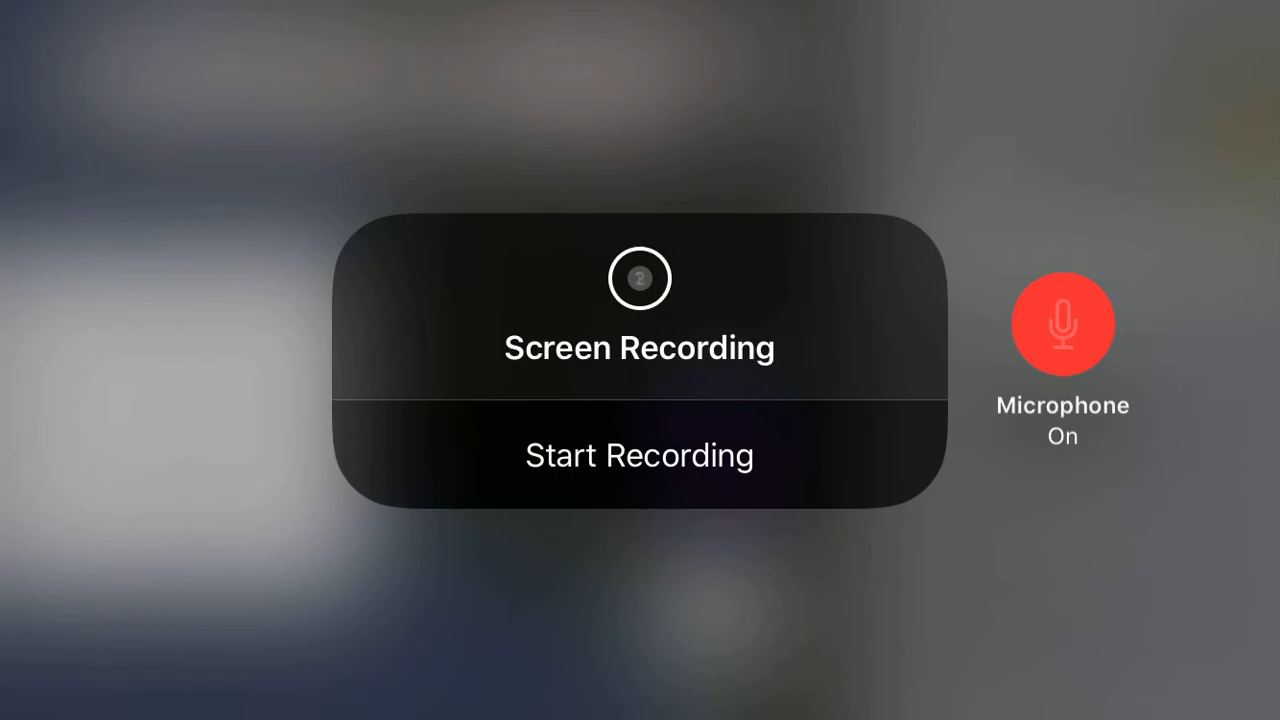 Screen Recording
Start Recording
Microphone
On